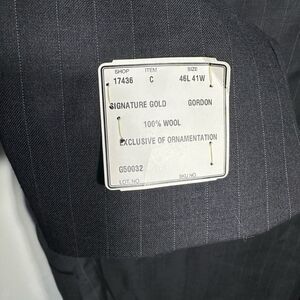 SHOP ITEM SIZE
17436 C 46L 41W
SIGNATURE GOLD GORDON
100% WOOL
EXCLUSIVE OF ORNAMENTATION
G50032
LOT NO. SKU NO.